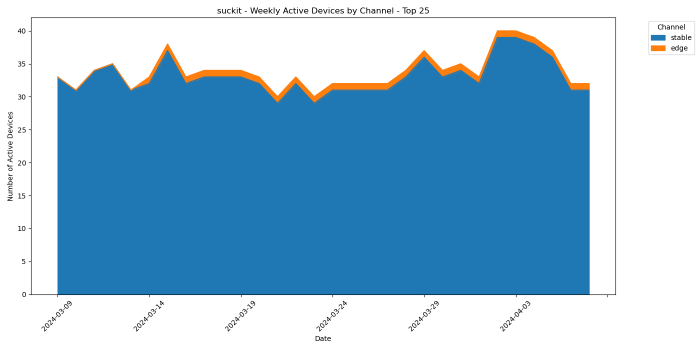 suckit - Weekly Active Devices by Channel - Top 25
Number of Active Devices
40
35
30
25
20
15
10
5
0
2024-03-09
2024-03-14
2024-03-19
2024-03-24
2024-03-29
2024-04-03
Date
Channel
stable
edge